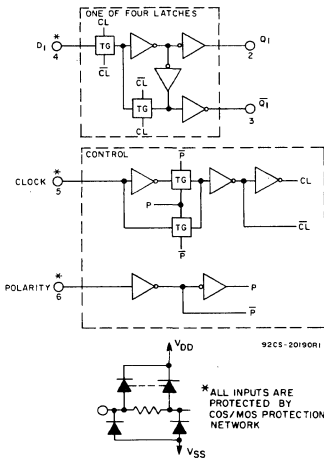 ONE OF FOUR LATCHES
CL
D1 * 4
TG
CL
Q1
2
CL
TG
CL
Q1
3
CONTROL
P
CLOCK * 5
TG
P
CL
TG
CL
P
POLARITY * 6
P
P
92CS-20190R1
VDD
*ALL INPUTS ARE
PROTECTED BY
COS/MOS PROTECTION
NETWORK
VSS